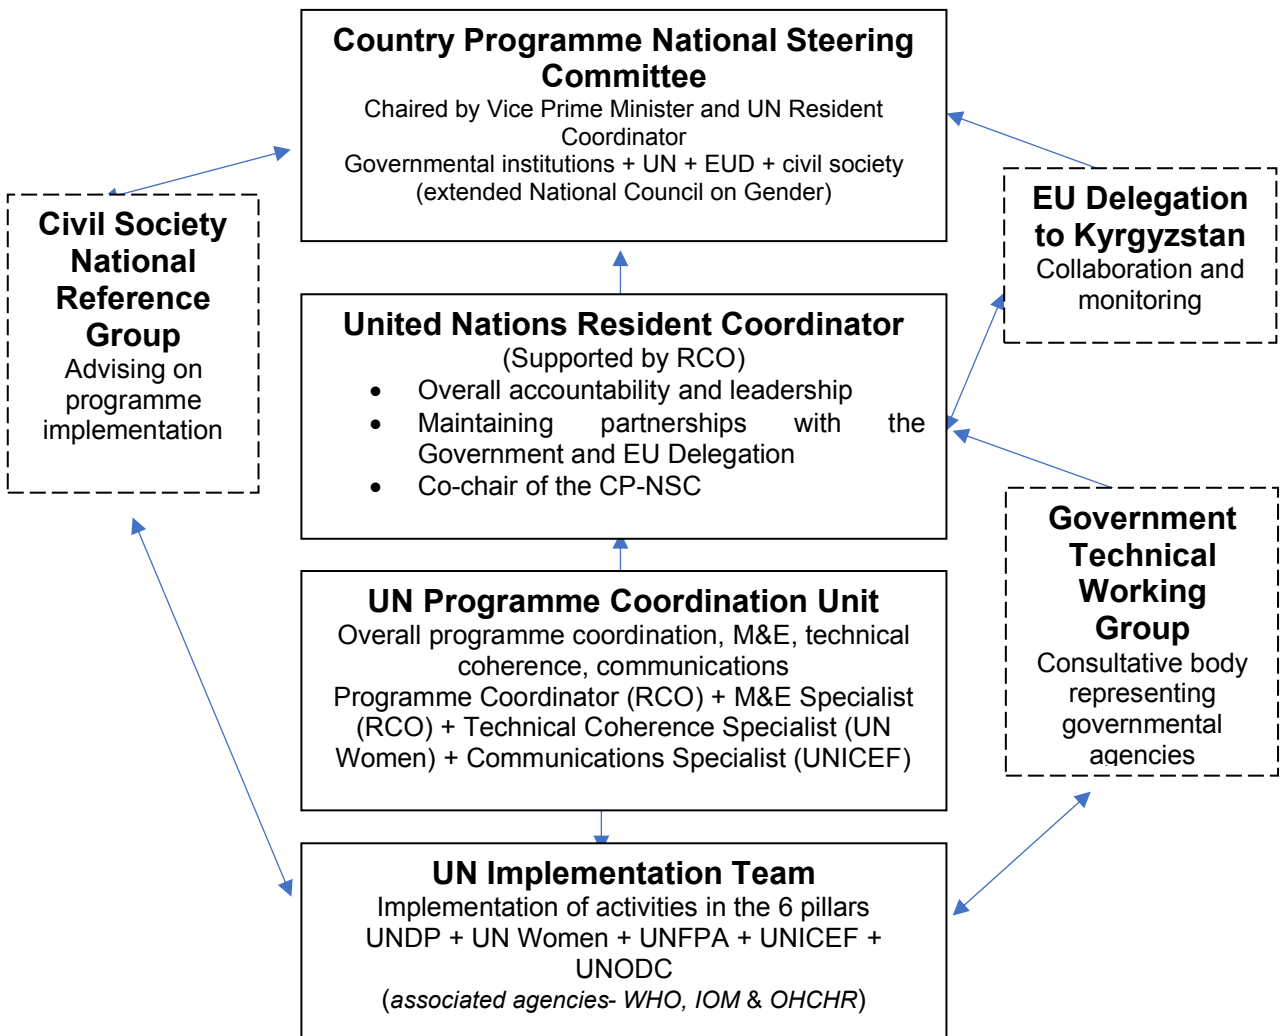 Country Programme National Steering
Committee
Chaired by Vice Prime Minister and UN Resident
Coordinator
Governmental institutions + UN + EUD + civil society
(extended National Council on Gender)
Civil Society
National
Reference
Group
Advising on
programme
implementation
EU Delegation
to Kyrgyzstan
Collaboration and
monitoring
United Nations Resident Coordinator
(Supported by RCO)
• Overall accountability and leadership
• Maintaining partnerships with the
Government and EU Delegation
• Co-chair of the CP-NSC
Government
Technical
Working
Group
Consultative body
representing
governmental
agencies
UN Programme Coordination Unit
Overall programme coordination, M&E, technical
coherence, communications
Programme Coordinator (RCO) + M&E Specialist
(RCO) + Technical Coherence Specialist (UN
Women) + Communications Specialist (UNICEF)
UN Implementation Team
Implementation of activities in the 6 pillars
UNDP + UN Women + UNFPA + UNICEF +
UNODC
(associated agencies- WHO, IOM & OHCHR)